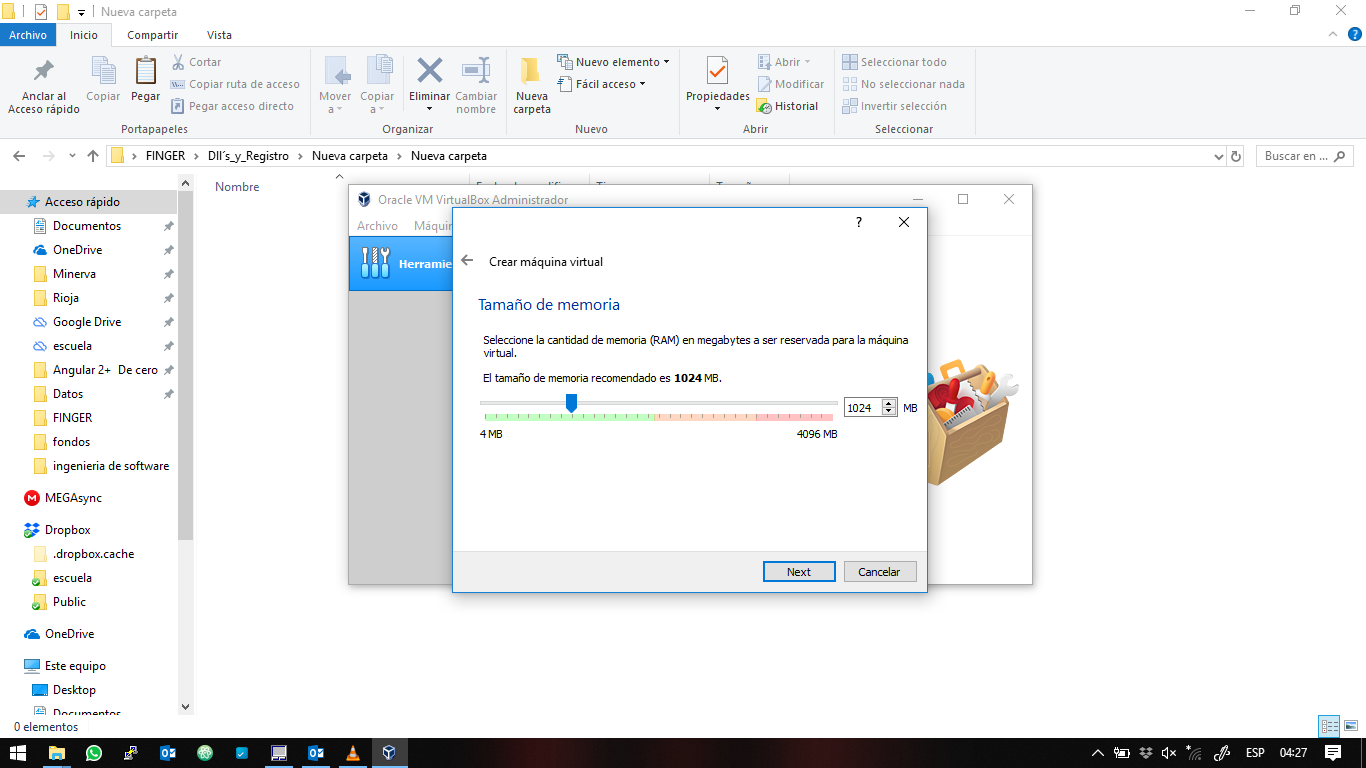 Nueva carpeta
Archivo Inicio Compartir Vista
Anclar al
Acceso rápido
Copiar
Pegar
Cortar
Copiar ruta de acceso
Pegar acceso directo
Portapapeles
Mover
a
Copiar
a
Eliminar
Cambiar
nombre
Organizar
Nueva
carpeta
Nuevo elemento
Fácil acceso
Nuevo
Propiedades
Abrir
Modificar
Historial
Abrir
Seleccionar todo
No seleccionar nada
Invertir selección
Seleccionar
FINGER > Dll´s_y_Registro > Nueva carpeta > Nueva carpeta
Buscar en ...
Nombre
Acceso rápido
Documentos
OneDrive
Minerva
Rioja
Google Drive
escuela
Angular 2+ De cero
Datos
FINGER
fondos
ingenieria de software
MEGAsync
Dropbox
.dropbox.cache
escuela
Public
OneDrive
Este equipo
Desktop
Documentos
0 elementos
Oracle VM VirtualBox Administrador
Archivo
?
Crear máquina virtual
Tamaño de memoria
Seleccione la cantidad de memoria (RAM) en megabytes a ser reservada para la máquina
virtual.
El tamaño de memoria recomendado es 1024 MB.
1024 MB
4 MB 4096 MB
Next Cancelar
ESP 04:27